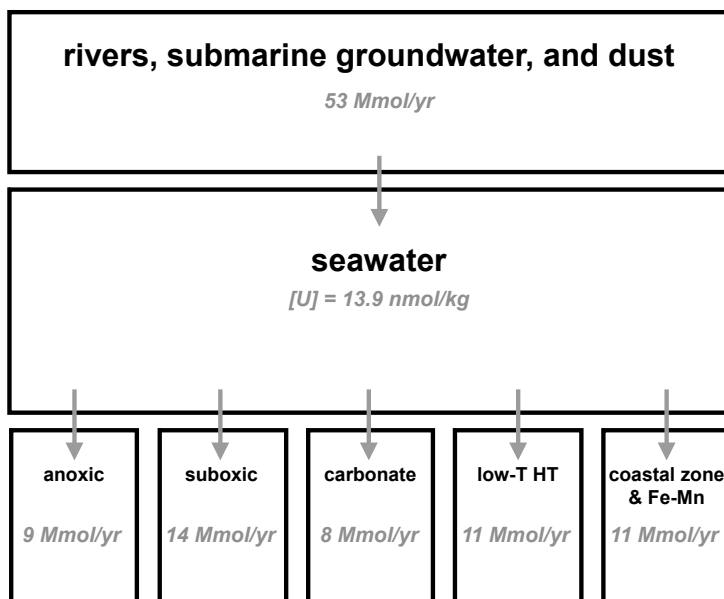 rivers, submarine groundwater, and dust
53 Mmol/yr
seawater
[U] = 13.9 nmol/kg
anoxic
9 Mmol/yr
suboxic
14 Mmol/yr
carbonate
8 Mmol/yr
low-T HT
11 Mmol/yr
coastal zone
& Fe-Mn
11 Mmol/yr